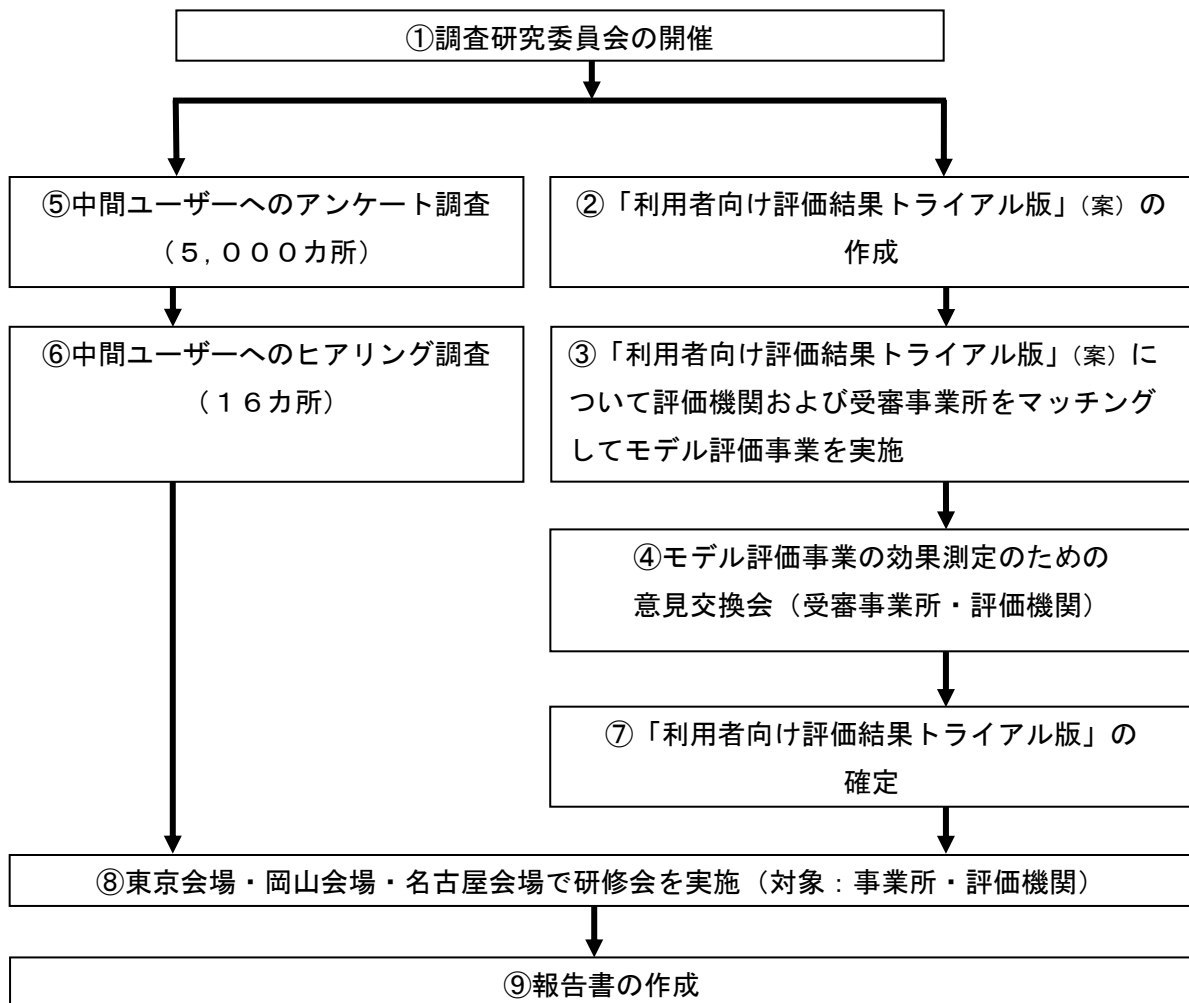 ①調査研究委員会の開催
⑤中間ユーザーへのアンケート調査
（５,０００カ所）
②「利用者向け評価結果トライアル版」（案）の
作成
⑥中間ユーザーへのヒアリング調査
（１６カ所）
③「利用者向け評価結果トライアル版」（案）に
ついて評価機関および受審事業所をマッチング
してモデル評価事業を実施
④モデル評価事業の効果測定のための
意見交換会（受審事業所・評価機関）
⑦「利用者向け評価結果トライアル版」の
確定
⑧東京会場・岡山会場・名古屋会場で研修会を実施（対象：事業所・評価機関）
⑨報告書の作成